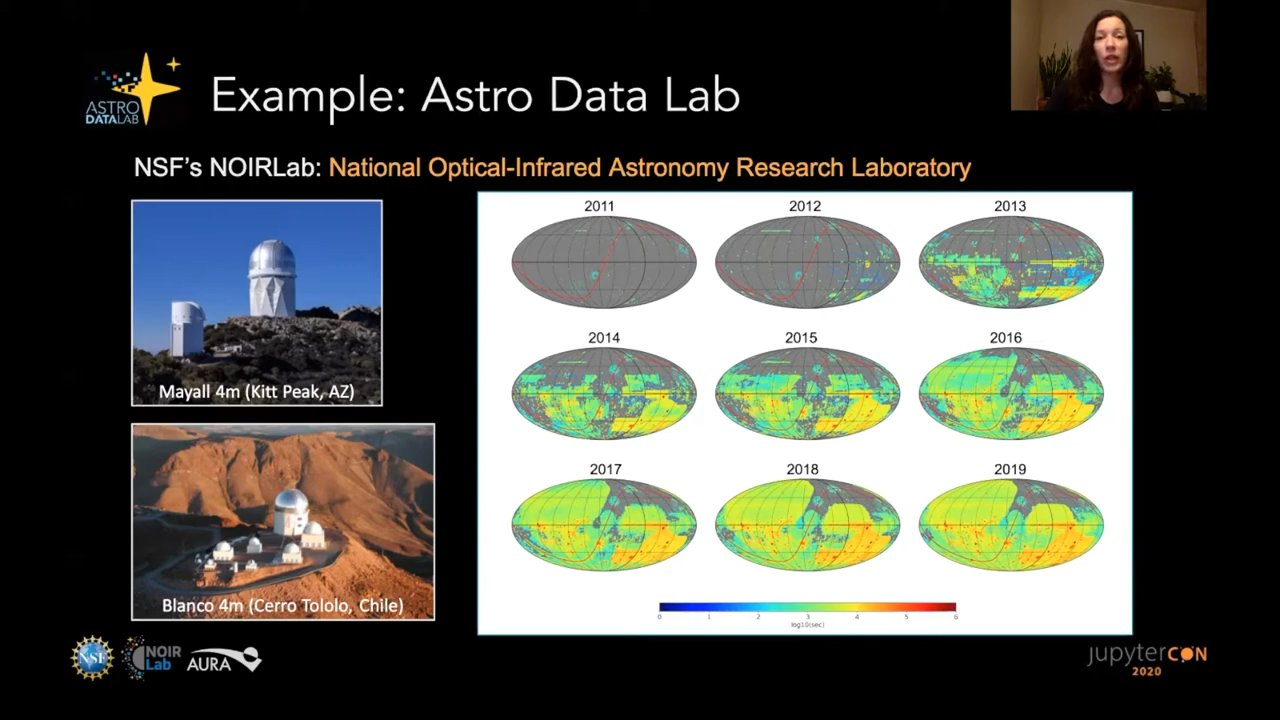 ASTRO
DATALAB
Example: Astro Data Lab
NSF's NOIRLab: National Optical-Infrared Astronomy Research Laboratory
Mayall 4m (Kitt Peak, AZ)
Blanco 4m (Cerro Tololo, Chile)
2011 2012 2013
2014 2015 2016
2017 2018 2019
0 1 2 3 4 5 6
log10(sec)
NSF
NOIR
Lab
AURA
jupyterCON
2020